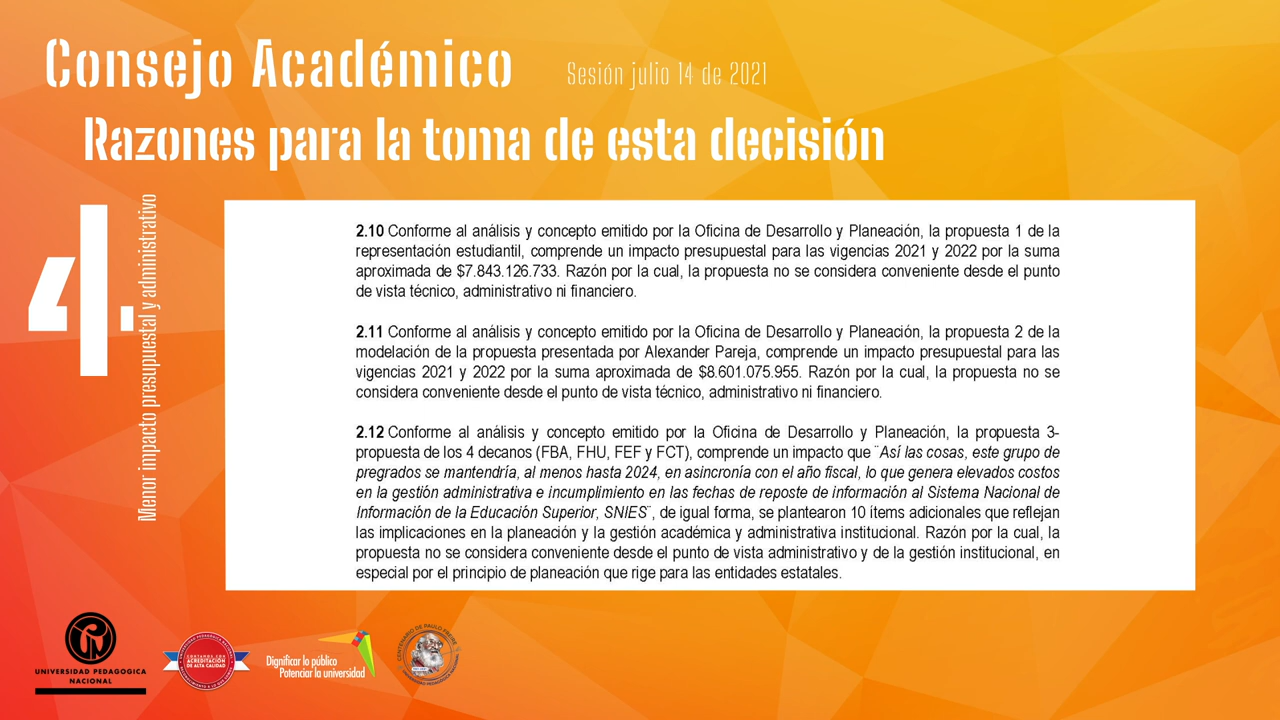 Consejo Académico
Sesión julio 14 de 2021
Razones para la toma de esta decisión
4.
Menor impacto presupuestal y administrativo
2.10 Conforme al análisis y concepto emitido por la Oficina de Desarrollo y Planeación, la propuesta 1 de la
representación estudiantil, comprende un impacto presupuestal para las vigencias 2021 y 2022 por la suma
aproximada de $7.843.126.733. Razón por la cual, la propuesta no se considera conveniente desde el punto
de vista técnico, administrativo ni financiero.
2.11 Conforme al análisis y concepto emitido por la Oficina de Desarrollo y Planeación, la propuesta 2 de la
modelación de la propuesta presentada por Alexander Pareja, comprende un impacto presupuestal para las
vigencias 2021 y 2022 por la suma aproximada de $8.601.075.955. Razón por la cual, la propuesta no se
considera conveniente desde el punto de vista técnico, administrativo ni financiero.
2.12 Conforme al análisis y concepto emitido por la Oficina de Desarrollo y Planeación, la propuesta 3-
propuesta de los 4 decanos (FBA, FHU, FEF y FCT), comprende un impacto que ¨Así las cosas, este grupo de
pregrados se mantendría, al menos hasta 2024, en asincronía con el año fiscal, lo que genera elevados costos
en la gestión administrativa e incumplimiento en las fechas de reposte de información al Sistema Nacional de
Información de la Educación Superior, SNIES¨, de igual forma, se plantearon 10 ítems adicionales que reflejan
las implicaciones en la planeación y la gestión académica y administrativa institucional. Razón por la cual, la
propuesta no se considera conveniente desde el punto de vista administrativo y de la gestión institucional, en
especial por el principio de planeación que rige para las entidades estatales.
UNIVERSIDAD PEDAGOGICA
NACIONAL
ACREDITACIÓN
DE ALTA CALIDAD
Dignificar lo público
Potenciar la universidad
CENTENARIO DE PAULO FREIRE